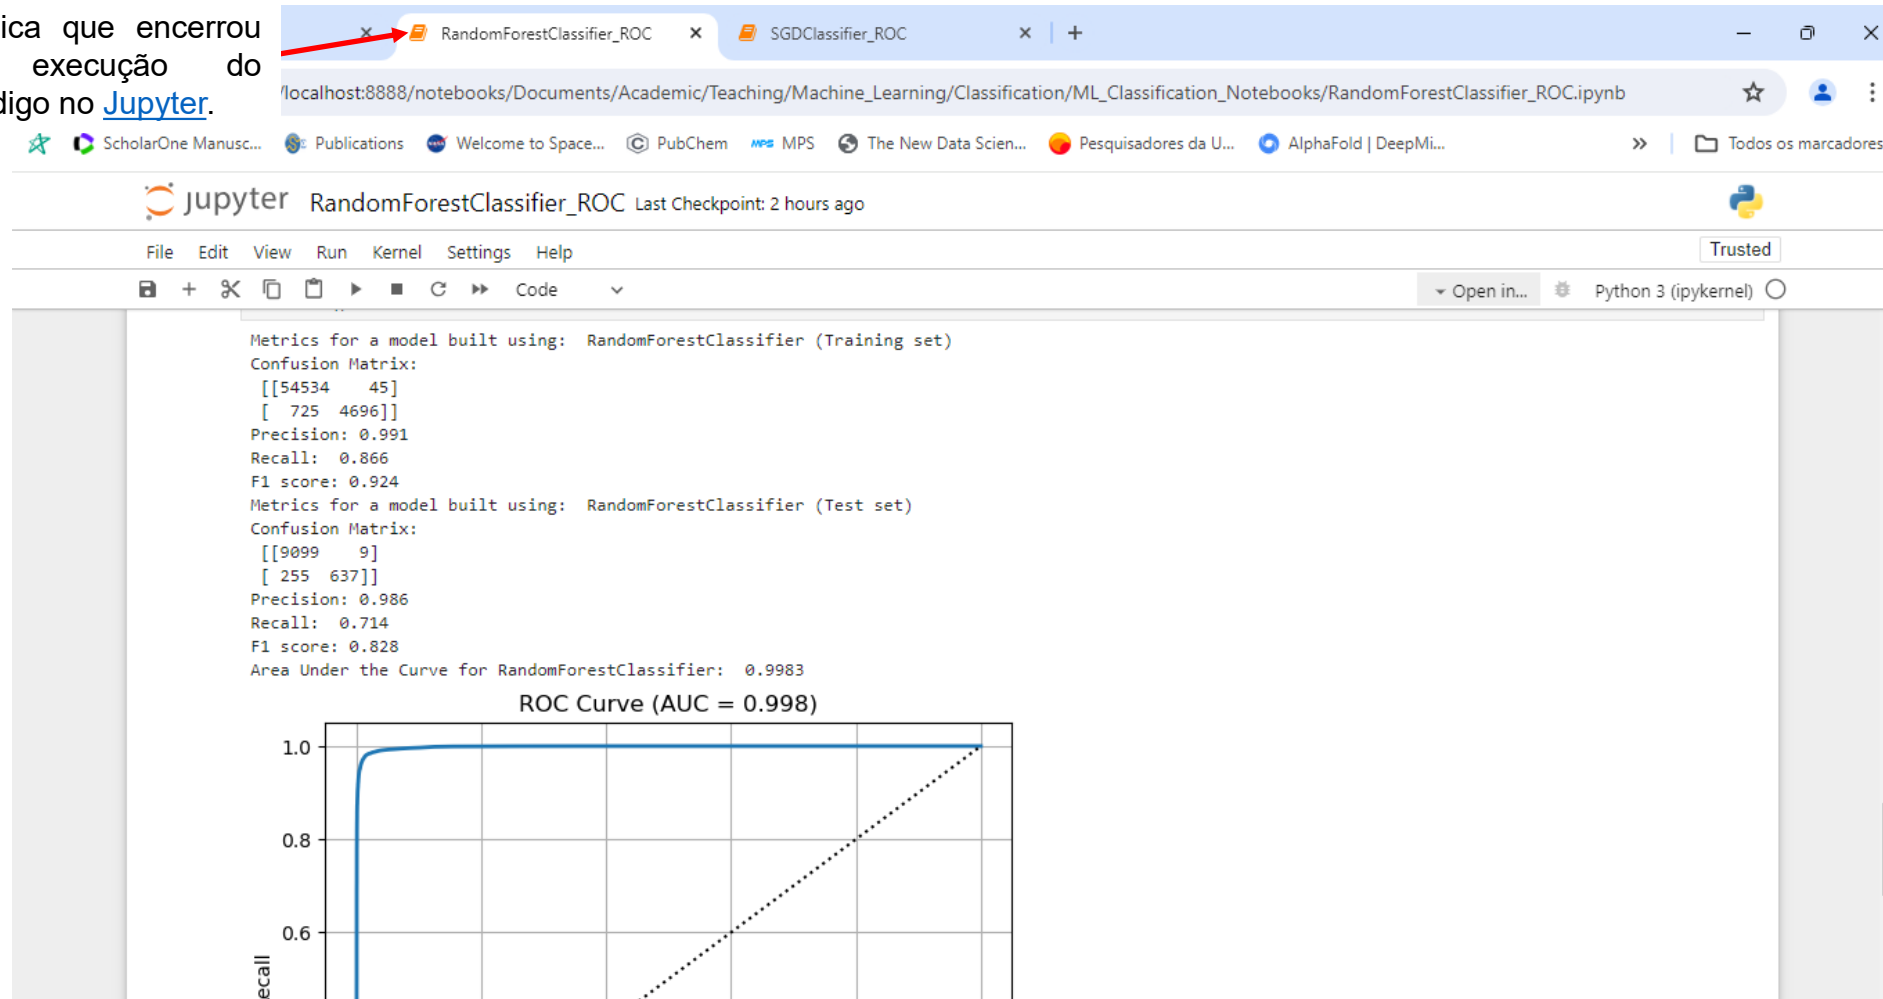 que encerrou
execução do
no Jupyter.
RandomForestClassifier_ROC
SGDClassifier_ROC
/localhost:8888/notebooks/Documents/Academic/Teaching/Machine_Learning/Classification/ML_Classification_Notebooks/RandomForestClassifier_ROC.ipynb
ScholarOne Manusc... Publications Welcome to Space... PubChem MPS MPS The New Data Scien... Pesquisadores da U... AlphaFold | DeepMi... » Todos os marcadores
jupyter RandomForestClassifier_ROC Last Checkpoint: 2 hours ago
File Edit View Run Kernel Settings Help Trusted
Code Open in... Python 3 (ipykernel)
Metrics for a model built using: RandomForestClassifier (Training set)
Confusion Matrix:
[[54534 45]
[ 725 4696]]
Precision: 0.991
Recall: 0.866
F1 score: 0.924
Metrics for a model built using: RandomForestClassifier (Test set)
Confusion Matrix:
[[9099 9]
[ 255 637]]
Precision: 0.986
Recall: 0.714
F1 score: 0.828
Area Under the Curve for RandomForestClassifier: 0.9983
ROC Curve (AUC = 0.998)
1.0
0.8
0.6